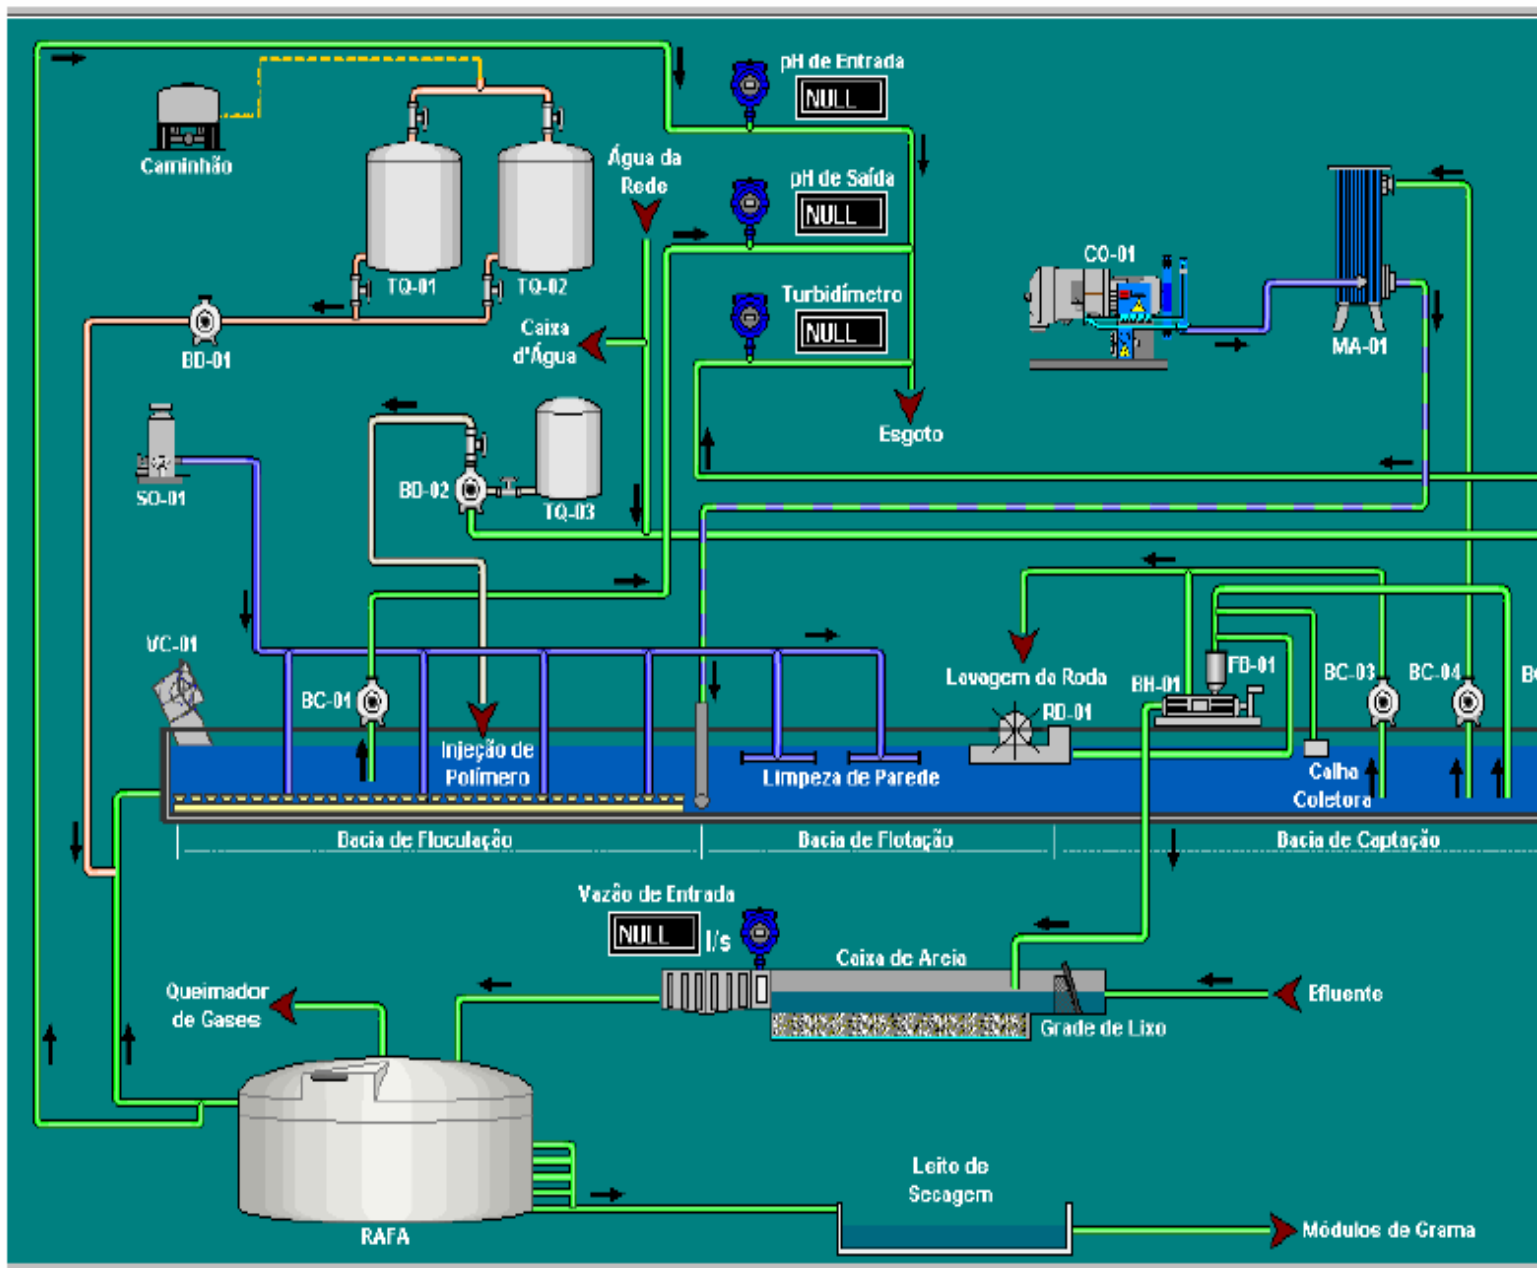 pH de Entrada
NULL
Caminhão
Água da
Rede
pH de Saída
NULL
CO-01
TQ-01
TQ-02
Turbidímetro
NULL
Caixa
d'Água
BD-01
MA-01
Esgoto
SO-01
BD-02
TQ-03
VC-01
BC-01
Lavagem da Roda
RD-01
BH-01
FB-01
BC-03
BC-04
Injeção de
Polímero
Limpeza de Parede
Calha
Coletora
Bacia de Floculação
Bacia de Flotação
Bacia de Captação
Vazão de Entrada
NULL
l/s
Caixa de Areia
Queimador
de Gases
Efluente
Grade de Lixo
Leito de
Secagem
RAFA
Módulos de Grama